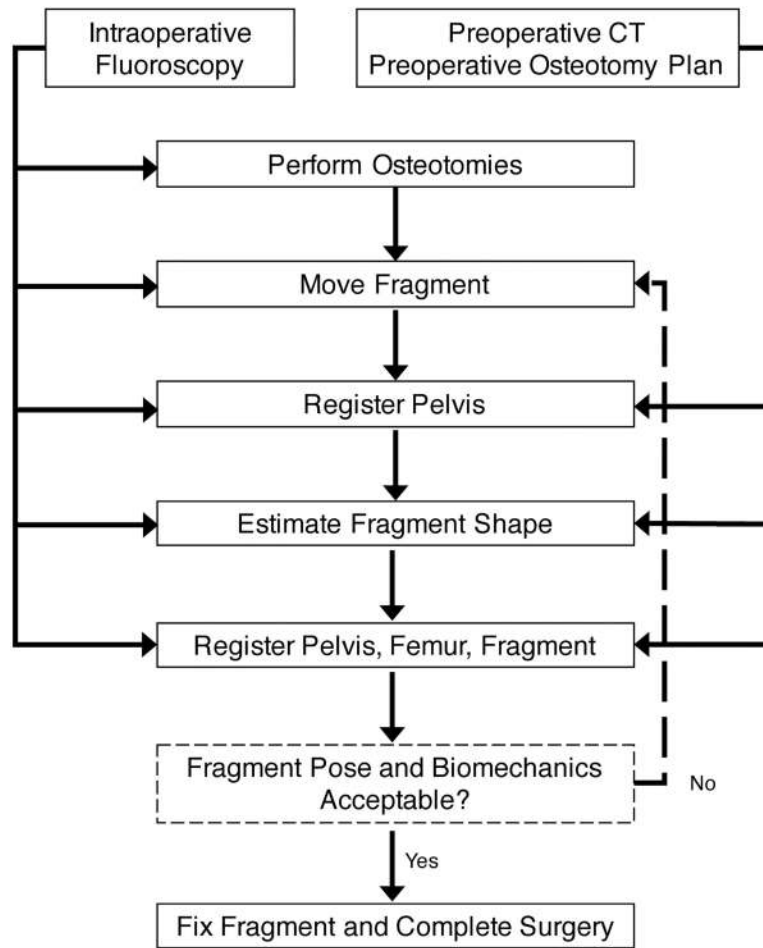 Intraoperative
Fluoroscopy
Preoperative CT
Preoperative Osteotomy Plan
Perform Osteotomies
Move Fragment
Register Pelvis
Estimate Fragment Shape
Register Pelvis, Femur, Fragment
Fragment Pose and Biomechanics
Acceptable?
No
Yes
Fix Fragment and Complete Surgery